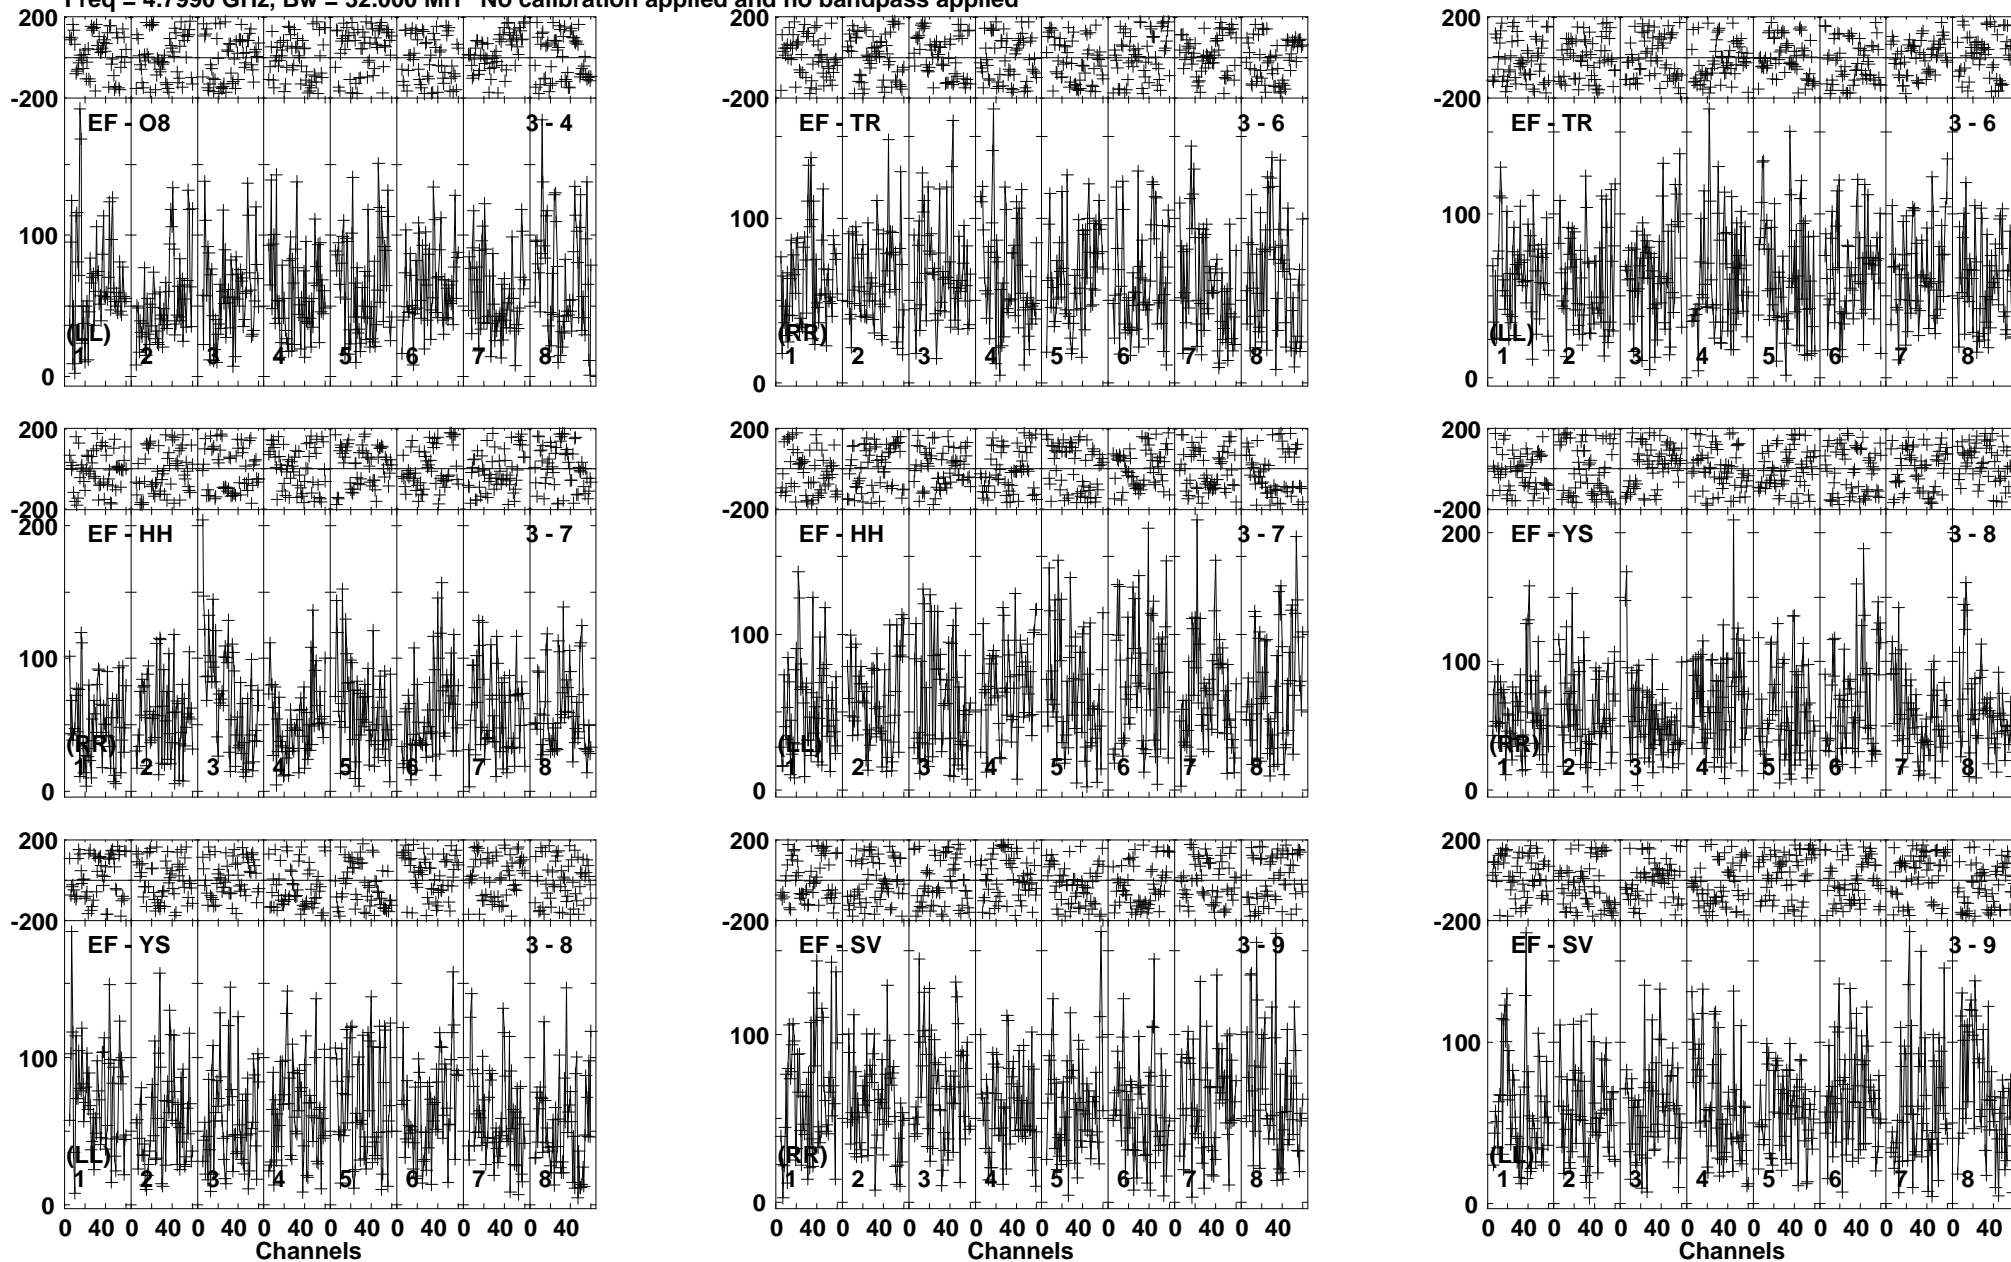 Freq = 4.7990 GHz, Bw = 32.000 MH No calibration applied and no bandpass applied
200 200 200
-200 -200 -200
EF - O8 3 - 4 EF - TR 3 - 6 EF - TR 3 - 6
100 100 100
(LL) (RR) (LL)
1 2 3 4 5 6 7 8 1 2 3 4 5 6 7 8 1 2 3 4 5 6 7 8
0 0 0
200 200 200
-200 -200 -200
200 EF - HH 3 - 7 EF - HH 3 - 7 200 EF - YS 3 - 8
100 100 100
(RR) (LL) (RR)
1 2 3 4 5 6 7 8 1 2 3 4 5 6 7 8 1 2 3 4 5 6 7 8
0 0 0
200 200 200
-200 -200 -200
EF - YS 3 - 8 EF - SV 3 - 9 EF - SV 3 - 9
100 100 100
(LL) (RR) (LL)
1 2 3 4 5 6 7 8 1 2 3 4 5 6 7 8 1 2 3 4 5 6 7 8
0 0 0
0 40 0 40 0 40 0 40 0 40 0 40 0 40 0 40 0 40 0 40 0 40 0 40 0 40 0 40 0 40 0 40 0 40 0 40 0 40 0 40 0 40 0 40 0 40 0 40
Channels Channels Channels